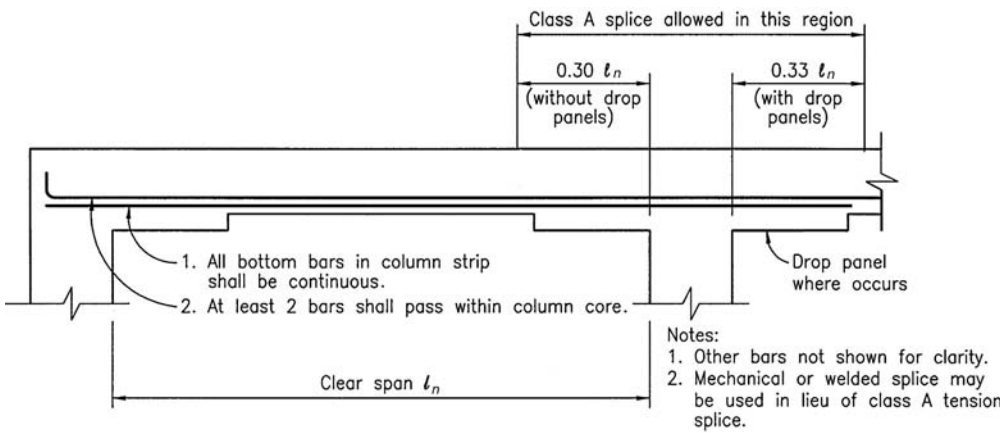 Class A splice allowed in this region
0.30 ℓn
(without drop
panels)
0.33 ℓn
(with drop
panels)
1. All bottom bars in column strip
shall be continuous.
2. At least 2 bars shall pass within column core.
Drop panel
where occurs
Clear span ℓn
Notes:
1. Other bars not shown for clarity.
2. Mechanical or welded splice may
be used in lieu of class A tension
splice.